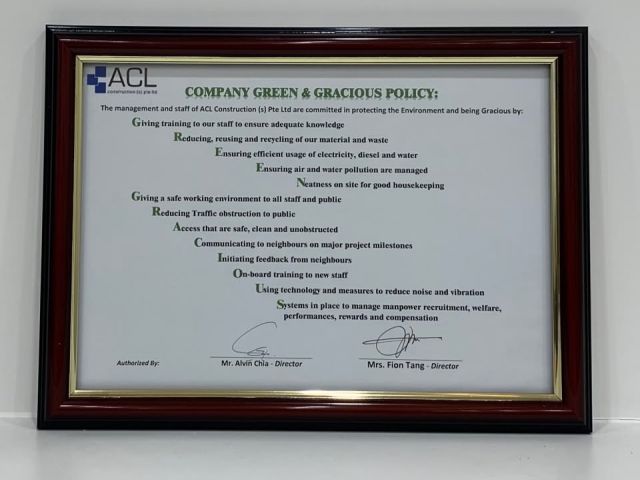 ACL
construction (s) pte ltd
COMPANY GREEN & GRACIOUS POLICY:
The management and staff of ACL Construction (s) Pte Ltd are committed in protecting the Environment and being Gracious by:
Giving training to our staff to ensure adequate knowledge
Reducing, reusing and recycling of our material and waste
Ensuring efficient usage of electricity, diesel and water
Ensuring air and water pollution are managed
Neatness on site for good housekeeping
Giving a safe working environment to all staff and public
Reducing Traffic obstruction to public
Access that are safe, clean and unobstructed
Communicating to neighbours on major project milestones
Initiating feedback from neighbours
On-board training to new staff
Using technology and measures to reduce noise and vibration
Systems in place to manage manpower recruitment, welfare,
performances, rewards and compensation
Authorized By:
Mr. Alvin Chia - Director
Mrs. Fion Tang - Director